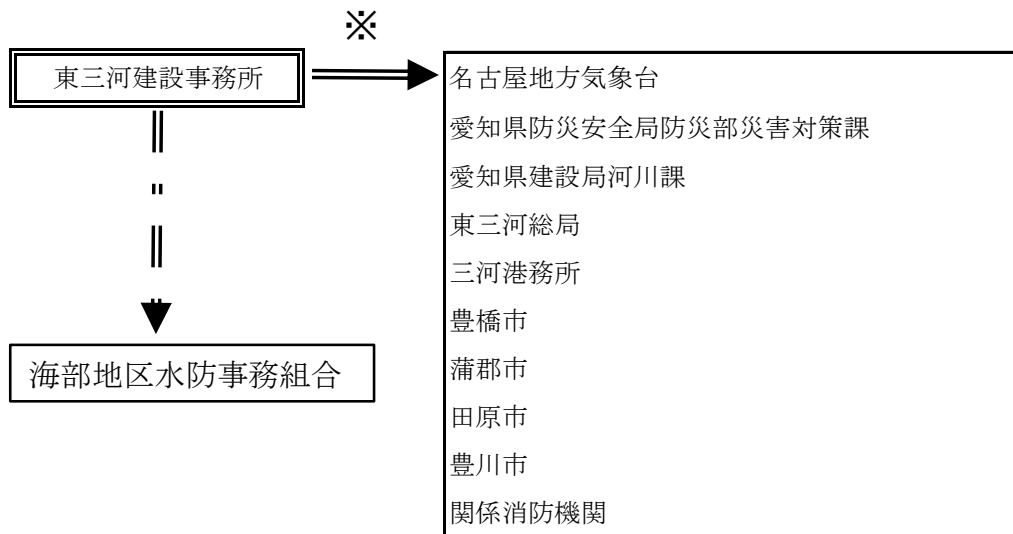 ※
東三河建設事務所
名古屋地方気象台
愛知県防災安全局防災部災害対策課
愛知県建設局河川課
東三河総局
三河港務所
豊橋市
蒲郡市
田原市
豊川市
関係消防機関
海部地区水防事務組合